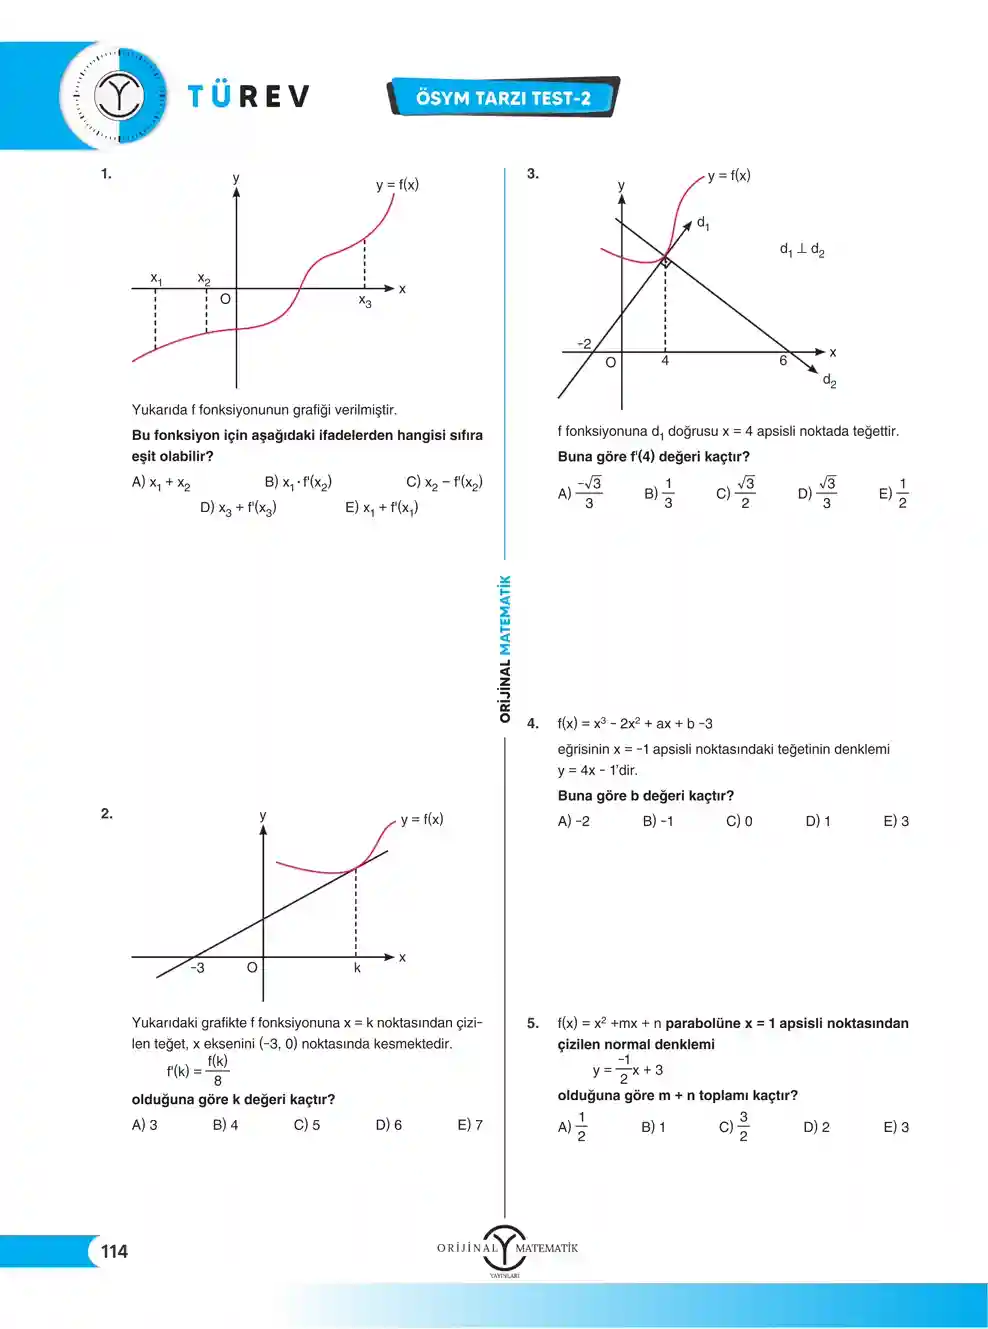 TÜREV
ÖSYM TARZI TEST-2
1.
y
y = f(x)
x₁
x₂
O
x₃
x
Yukarıda f fonksiyonunun grafiği verilmiştir.
Bu fonksiyon için aşağıdaki ifadelerden hangisi sıfıra
eşit olabilir?
A) x₁ + x₂ B) x₁ · f'(x₂) C) x₂ – f'(x₂)
D) x₃ + f'(x₃) E) x₁ + f'(x₁)
2.
y
y = f(x)
-3
O
k
x
Yukarıdaki grafikte f fonksiyonuna x = k noktasından çizi-
len teğet, x eksenini (-3, 0) noktasında kesmektedir.
f'(k) = f(k)/8
olduğuna göre k değeri kaçtır?
A) 3 B) 4 C) 5 D) 6 E) 7
3.
y
y = f(x)
d₁
d₁ ⊥ d₂
-2
O
4
6
x
d₂
f fonksiyonuna d₁ doğrusu x = 4 apsisli noktada teğettir.
Buna göre f'(4) değeri kaçtır?
A) -√3/3 B) 1/3 C) √3/2 D) √3/3 E) 1/2
ORİJİNAL MATEMATİK
4. f(x) = x³ - 2x² + ax + b -3
eğrisinin x = -1 apsisli noktasındaki teğetinin denklemi
y = 4x - 1'dir.
Buna göre b değeri kaçtır?
A) -2 B) -1 C) 0 D) 1 E) 3
5. f(x) = x² +mx + n parabolüne x = 1 apsisli noktasından
çizilen normal denklemi
y = -1/2 x + 3
olduğuna göre m + n toplamı kaçtır?
A) 1/2 B) 1 C) 3/2 D) 2 E) 3
114
ORİJİNAL MATEMATİK
YAYINLARI